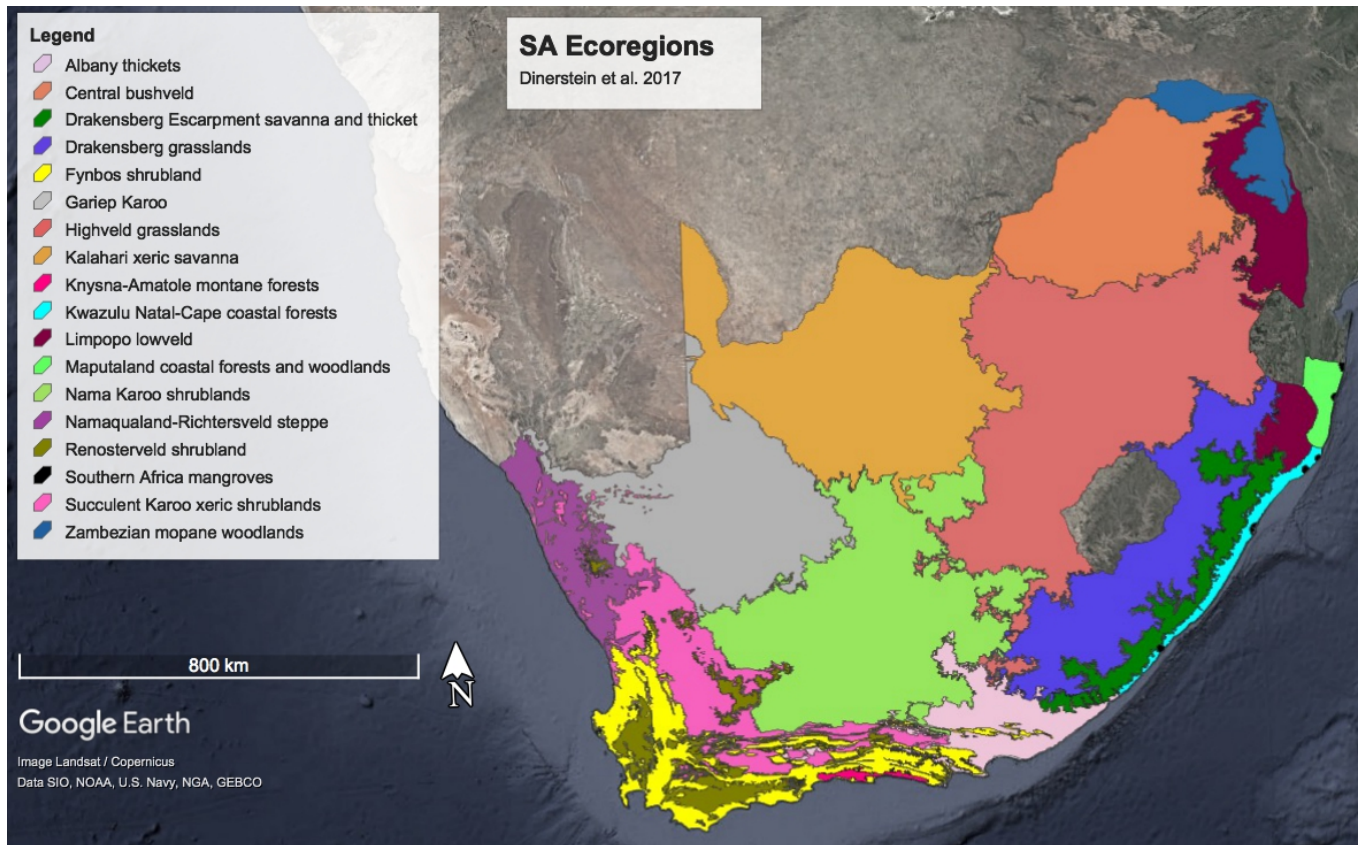 Legend
Albany thickets
Central bushveld
Drakensberg Escarpment savanna and thicket
Drakensberg grasslands
Fynbos shrubland
Gariep Karoo
Highveld grasslands
Kalahari xeric savanna
Knysna-Amatole montane forests
Kwazulu Natal-Cape coastal forests
Limpopo lowveld
Maputaland coastal forests and woodlands
Nama Karoo shrublands
Namaqualand-Richtersveld steppe
Renosterveld shrubland
Southern Africa mangroves
Succulent Karoo xeric shrublands
Zambezian mopane woodlands
SA Ecoregions
Dinerstein et al. 2017
800 km
N
Google Earth
Image Landsat / Copernicus
Data SIO, NOAA, U.S. Navy, NGA, GEBCO